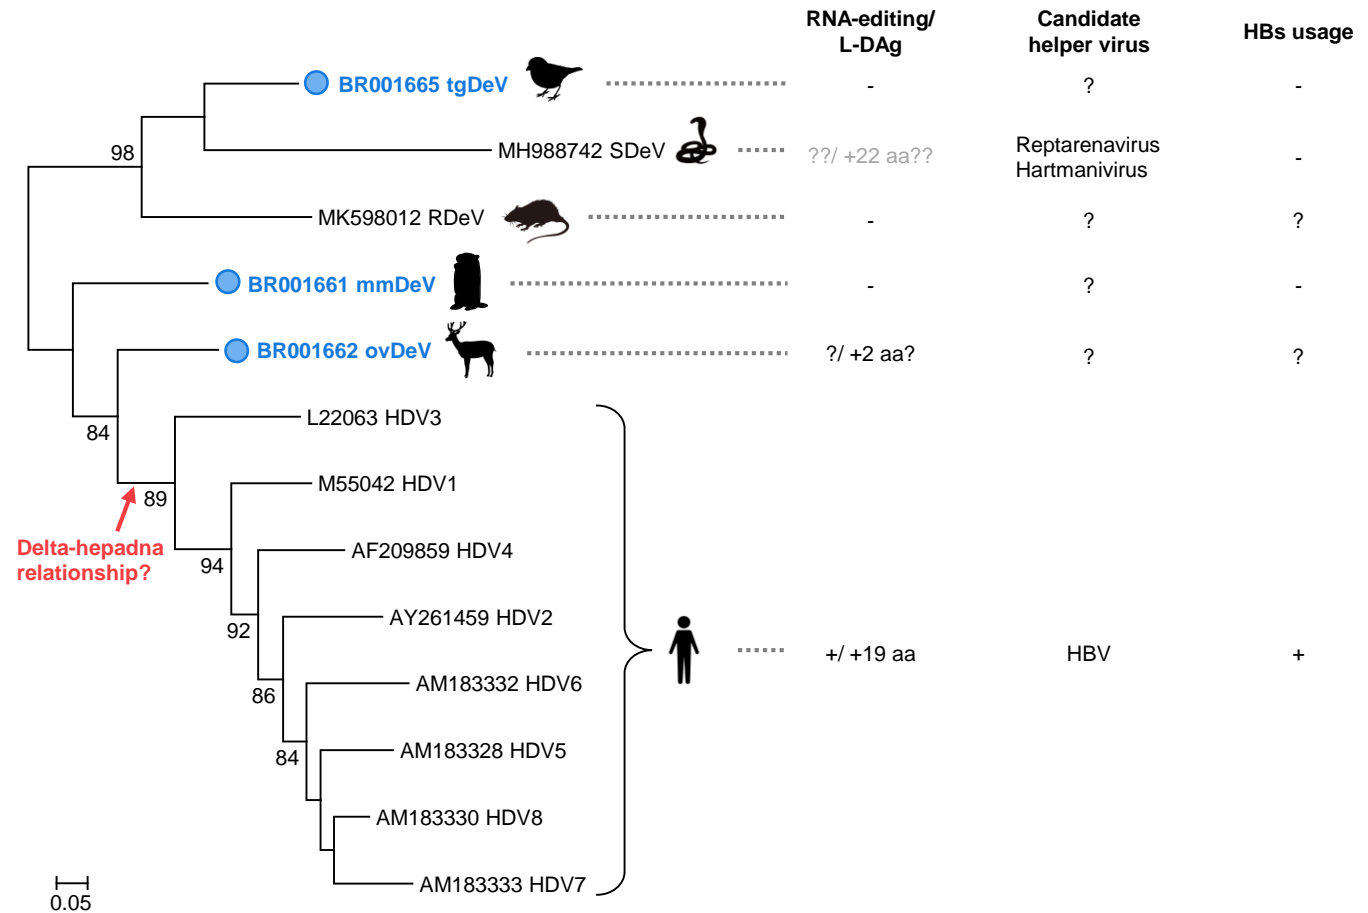 RNA-editing/
L-DAg
Candidate
helper virus
HBs usage
BR001665 tgDeV
-
?
-
98
MH988742 SDeV
??/ +22 aa??
Reptarenavirus
Hartmanivirus
-
MK598012 RDeV
-
?
?
BR001661 mmDeV
-
?
-
BR001662 ovDeV
?/ +2 aa?
?
?
84
L22063 HDV3
89
M55042 HDV1
Delta-hepadna
relationship?
94
AF209859 HDV4
92
AY261459 HDV2
+/ +19 aa
HBV
+
86
AM183332 HDV6
84
AM183328 HDV5
AM183330 HDV8
AM183333 HDV7
0.05